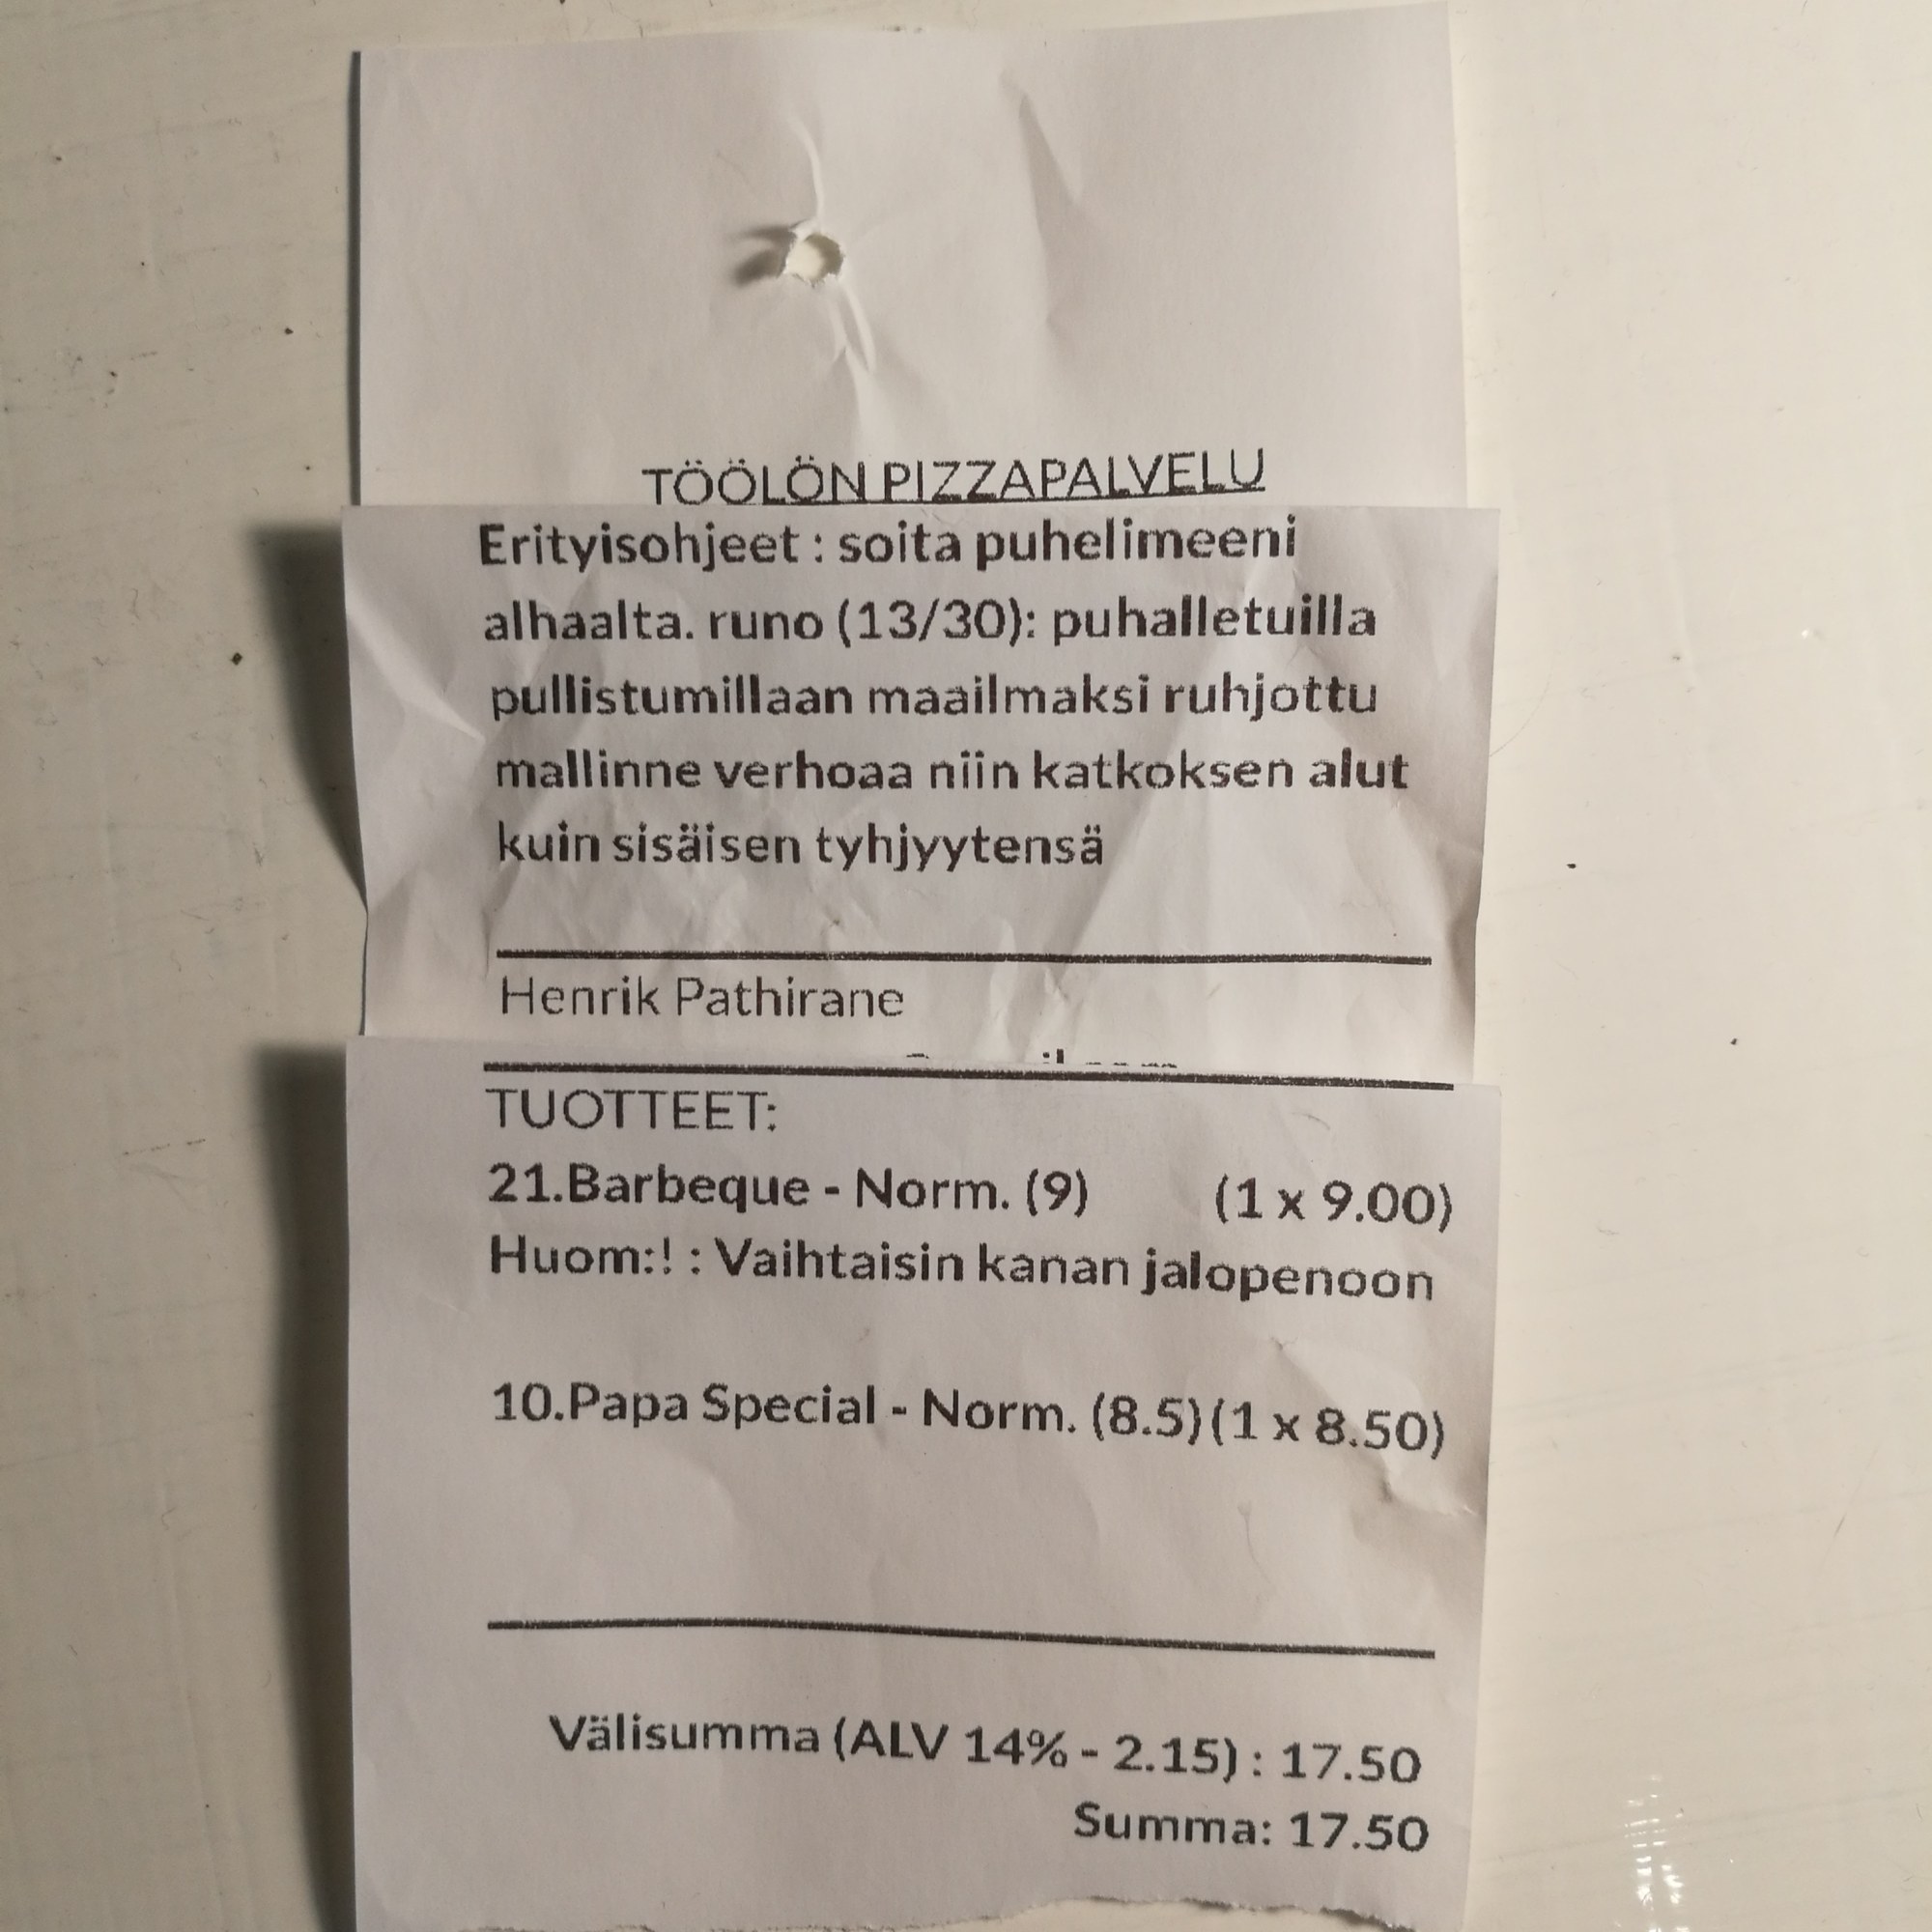 TÖÖLÖN PIZZAPALVELU
Erityisohjeet : soita puhelimeeni
alhaalta. runo (13/30): puhalletuilla
pullistumillaan maailmaksi ruhjottu
mallinne verhoaa niin katkoksen alut
kuin sisäisen tyhjyytensä
Henrik Pathirane
TUOTTEET:
21.Barbeque - Norm. (9) (1 x 9.00)
Huom:! : Vaihtaisin kanan jalopenoon
10.Papa Special - Norm. (8.5)(1 x 8.50)
Välisumma (ALV 14% - 2.15) : 17.50
Summa: 17.50